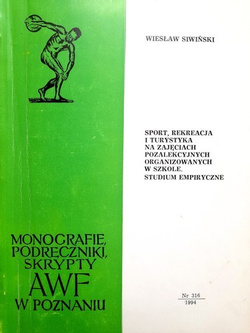 WIESŁAW SIWIŃSKI
SPORT, REKREACJA
I TURYSTYKA
NA ZAJĘCIACH
POZALEKCYJNYCH
ORGANIZOWANYCH
W SZKOLE.
STUDIUM EMPIRYCZNE
MONOGRAFIE,
PODRĘCZNIKI,
SKRYPTY
AWF
W POZNANIU
Nr 316
1994